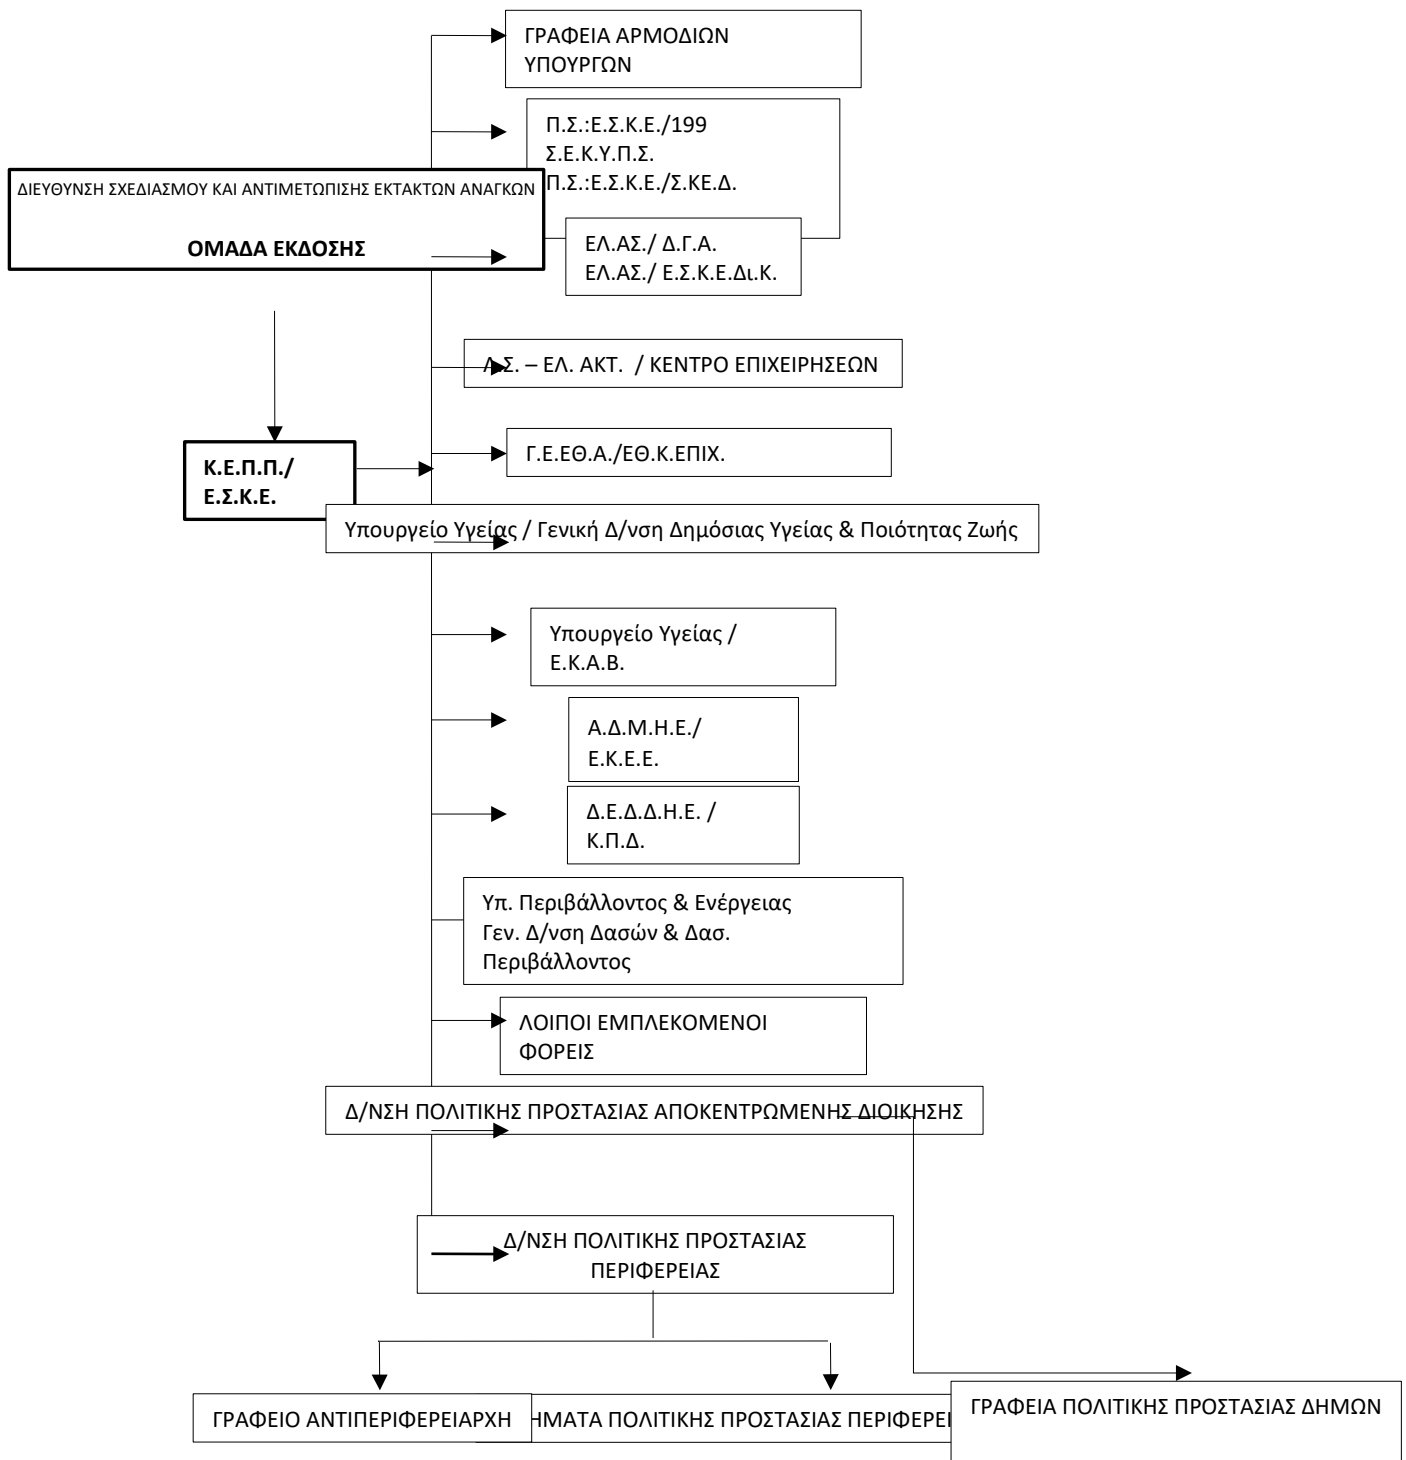 ΓΡΑΦΕΙΑ ΑΡΜΟΔΙΩΝ
ΥΠΟΥΡΓΩΝ
Π.Σ.:Ε.Σ.Κ.Ε./199
Σ.Ε.Κ.Υ.Π.Σ.
Π.Σ.:Ε.Σ.Κ.Ε./Σ.ΚΕ.Δ.
ΔΙΕΥΘΥΝΣΗ ΣΧΕΔΙΑΣΜΟΥ ΚΑΙ ΑΝΤΙΜΕΤΩΠΙΣΗΣ ΕΚΤΑΚΤΩΝ ΑΝΑΓΚΩΝ
ΟΜΑΔΑ ΕΚΔΟΣΗΣ
ΕΛ.ΑΣ./ Δ.Γ.Α.
ΕΛ.ΑΣ./ Ε.Σ.Κ.Ε.Δι.Κ.
Λ.Σ. – ΕΛ. ΑΚΤ. / ΚΕΝΤΡΟ ΕΠΙΧΕΙΡΗΣΕΩΝ
Γ.Ε.ΕΘ.Α./ΕΘ.Κ.ΕΠΙΧ.
Κ.Ε.Π.Π./
Ε.Σ.Κ.Ε.
Υπουργείο Υγείας / Γενική Δ/νση Δημόσιας Υγείας & Ποιότητας Ζωής
Υπουργείο Υγείας /
Ε.Κ.Α.Β.
Α.Δ.Μ.Η.Ε./
Ε.Κ.Ε.Ε.
Δ.Ε.Δ.Δ.Η.Ε. /
Κ.Π.Δ.
Υπ. Περιβάλλοντος & Ενέργειας
Γεν. Δ/νση Δασών & Δασ.
Περιβάλλοντος
ΛΟΙΠΟΙ ΕΜΠΛΕΚΟΜΕΝΟΙ
ΦΟΡΕΙΣ
Δ/ΝΣΗ ΠΟΛΙΤΙΚΗΣ ΠΡΟΣΤΑΣΙΑΣ ΑΠΟΚΕΝΤΡΩΜΕΝΗΣ ΔΙΟΙΚΗΣΗΣ
Δ/ΝΣΗ ΠΟΛΙΤΙΚΗΣ ΠΡΟΣΤΑΣΙΑΣ
ΠΕΡΙΦΕΡΕΙΑΣ
ΓΡΑΦΕΙΟ ΑΝΤΙΠΕΡΙΦΕΡΕΙΑΡΧΗ
ΠΟΛΙΤΙΚΗΣ ΠΡΟΣΤΑΣΙΑΣ
ΓΡΑΦΕΙΑ ΠΟΛΙΤΙΚΗΣ ΠΡΟΣΤΑΣΙΑΣ ΔΗΜΩΝ